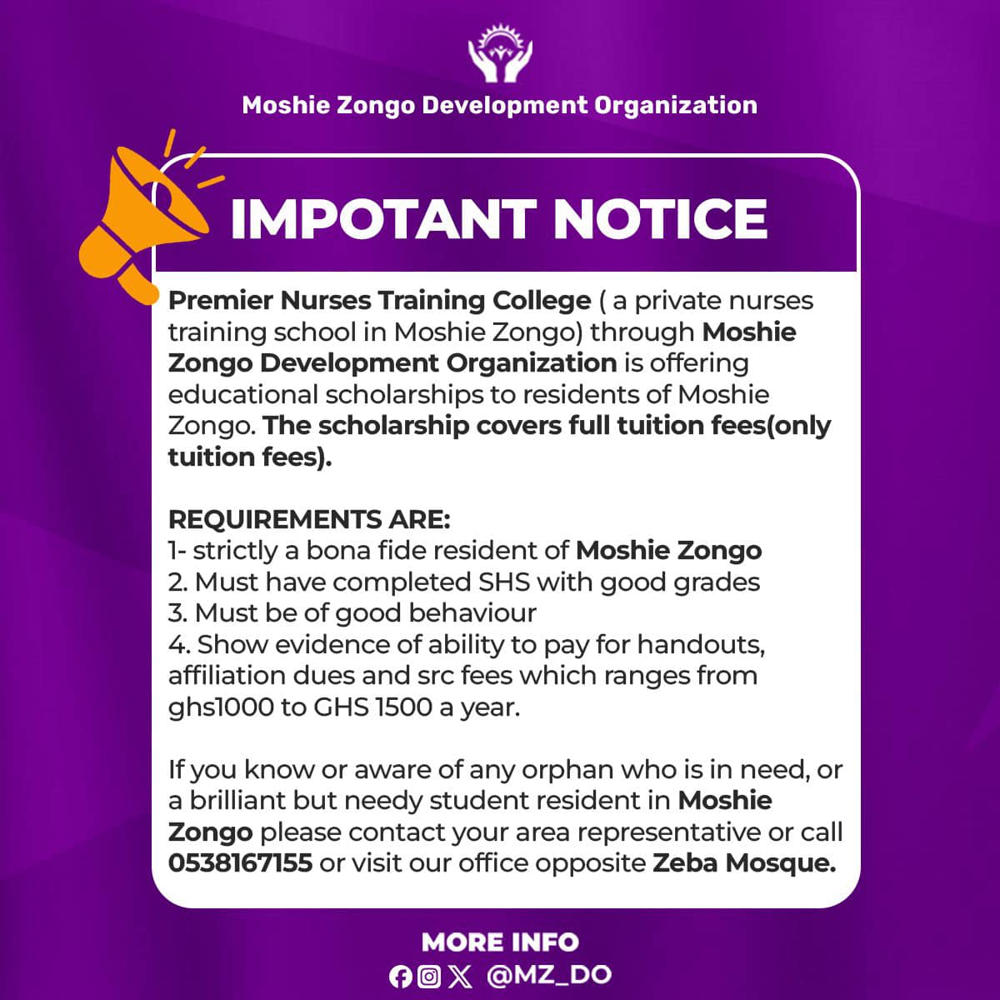 Moshie Zongo Development Organization
IMPOTANT NOTICE
Premier Nurses Training College ( a private nurses
training school in Moshie Zongo) through Moshie
Zongo Development Organization is offering
educational scholarships to residents of Moshie
Zongo. The scholarship covers full tuition fees(only
tuition fees).
REQUIREMENTS ARE:
1- strictly a bona fide resident of Moshie Zongo
2. Must have completed SHS with good grades
3. Must be of good behaviour
4. Show evidence of ability to pay for handouts,
affiliation dues and src fees which ranges from
ghs1000 to GHS 1500 a year.
If you know or aware of any orphan who is in need, or
a brilliant but needy student resident in Moshie
Zongo please contact your area representative or call
0538167155 or visit our office opposite Zeba Mosque.
MORE INFO
@MZ_DO